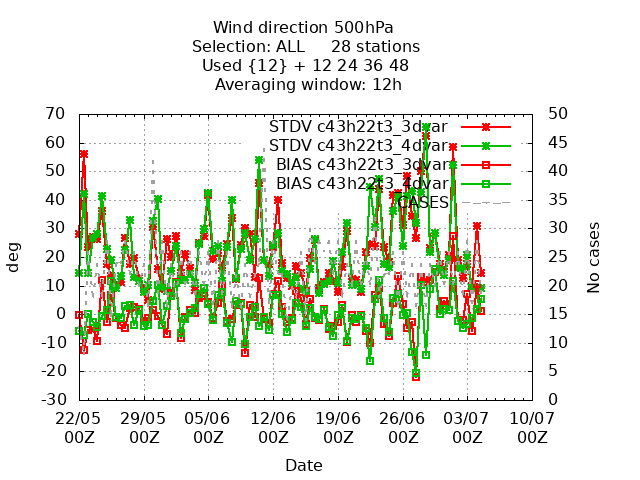 Wind direction 500hPa
Selection: ALL     28 stations
Used {12} + 12 24 36 48
Averaging window: 12h
STDV c43h22t3_3dvar
STDV c43h22t3_4dvar
BIAS c43h22t3_3dvar
BIAS c43h22t3_4dvar
CASES
deg
70
60
50
40
30
20
10
0
-10
-20
-30
No cases
50
45
40
35
30
25
20
15
10
5
0
22/05 29/05 05/06 12/06 19/06 26/06 03/07 10/07
00Z 00Z 00Z 00Z 00Z 00Z 00Z 00Z
Date